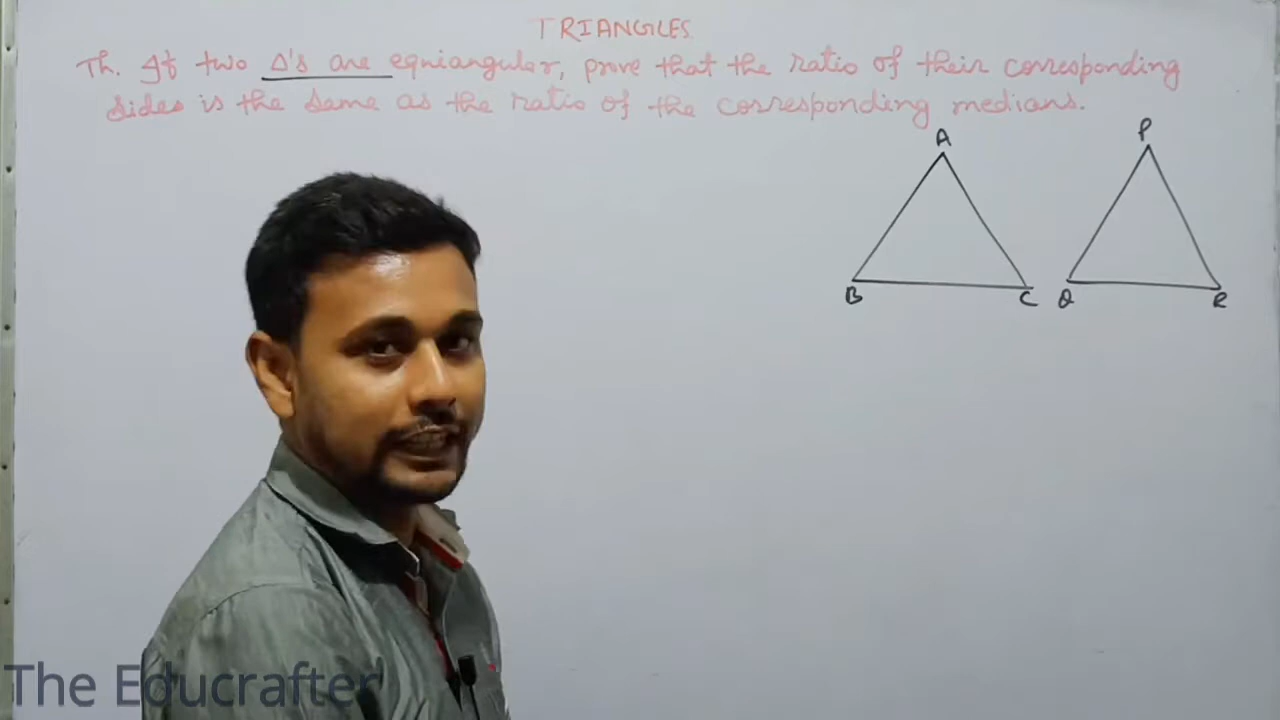 TRIANGLES
Th. If two Δ's are equiangular, prove that the ratio of their corresponding
sides is the same as the ratio of the corresponding medians.
A
P
B
C
Q
R
The Educrafter